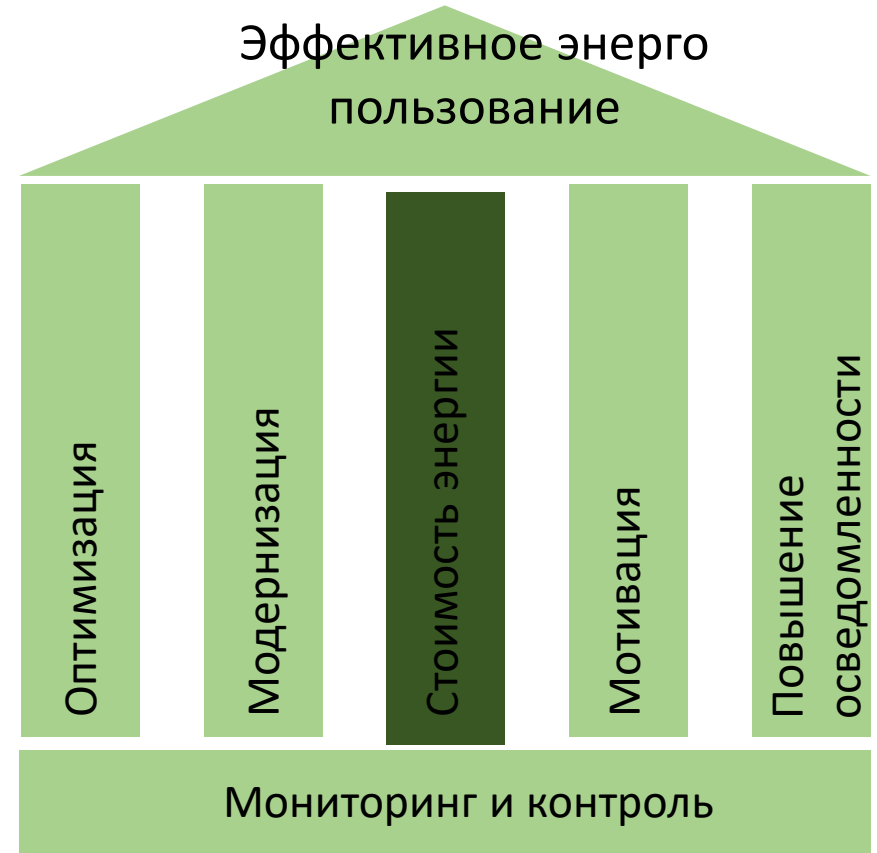 Эффективное энерго
пользование
Оптимизация
Модернизация
Стоимость энергии
Мотивация
Повышение
осведомленности
Мониторинг и контроль